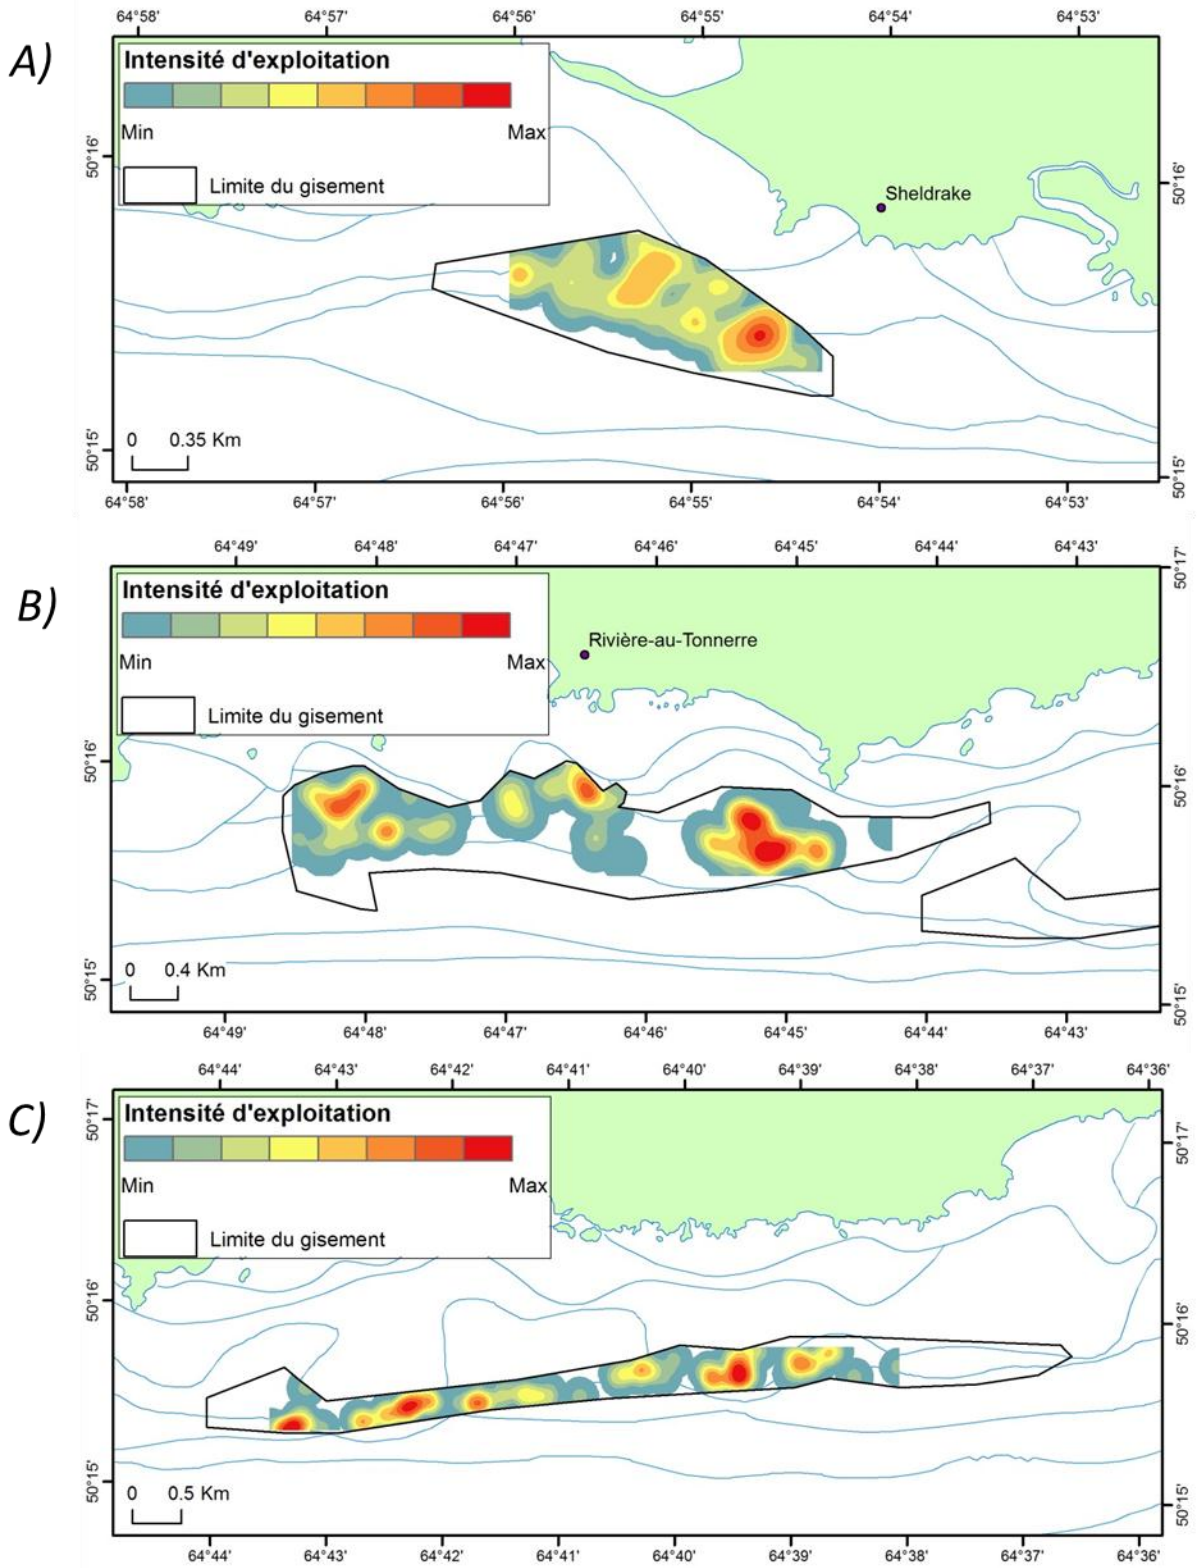 64°58' 64°57' 64°56' 64°55' 64°54' 64°53'
A)
Intensité d'exploitation
Min Max
Limite du gisement
50°16' 50°16'
Sheldrake
0 0.35 Km
50°15' 50°15'
64°58' 64°57' 64°56' 64°55' 64°54' 64°53'
64°49' 64°48' 64°47' 64°46' 64°45' 64°44' 64°43'
50°17'
B)
Intensité d'exploitation
Min Max
Rivière-au-Tonnerre
Limite du gisement
50°16' 50°16'
0 0.4 Km
50°15' 50°15'
64°49' 64°48' 64°47' 64°46' 64°45' 64°44' 64°43'
64°44' 64°43' 64°42' 64°41' 64°40' 64°39' 64°38' 64°37' 64°36'
C)
Intensité d'exploitation
50°17' 50°17'
Min Max
Limite du gisement
50°16' 50°16'
0 0.5 Km
50°15' 50°15'
64°44' 64°43' 64°42' 64°41' 64°40' 64°39' 64°38' 64°37' 64°36'